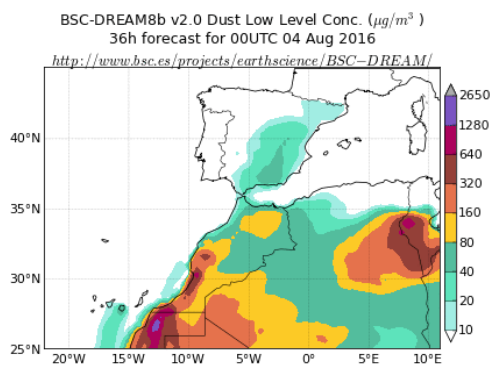 BSC-DREAM8b v2.0 Dust Low Level Conc. (μg/m³ )
36h forecast for 00UTC 04 Aug 2016
http://www.bsc.es/projects/earthscience/BSC−DREAM/
2650
1280
40°N
640
320
35°N
160
80
30°N
40
20
10
25°N
20°W 15°W 10°W 5°W 0° 5°E 10°E